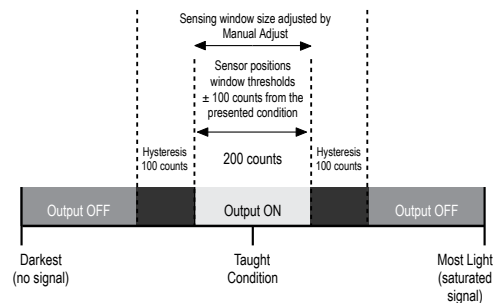 Sensing window size adjusted by
Manual Adjust
Sensor positions
window thresholds
± 100 counts from the
presented condition
Hysteresis
100 counts
200 counts
Hysteresis
100 counts
Output OFF
Output ON
Output OFF
Darkest
(no signal)
Taught
Condition
Most Light
(saturated
signal)